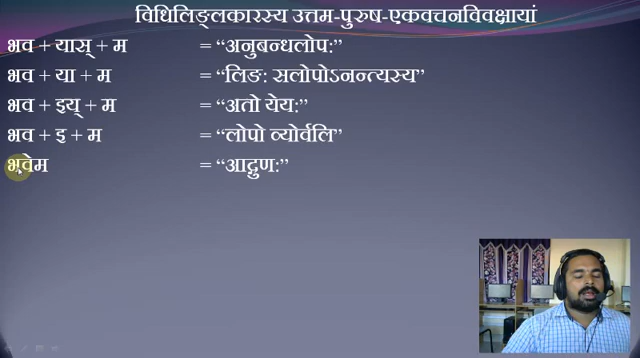 विधिलिङ्लकारस्य उत्तम-पुरुष-एकवचनविवक्षायां
भव + यास् + म = “अनुबन्धलोप:”
भव + या + म = “लिङ: सलोपोऽनन्त्यस्य”
भव + इय् + म = “अतो येय:”
भव + इ + म = “लोपो व्योर्वलि”
भवेम = “आद्गुण:”